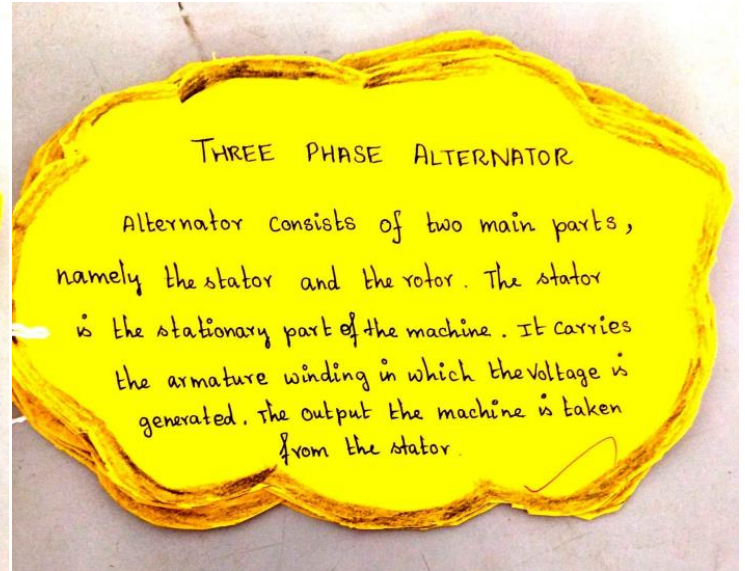 THREE PHASE ALTERNATOR
Alternator consists of two main parts,
namely the stator and the rotor. The stator
is the stationary part of the machine. It carries
the armature winding in which the voltage is
generated. The output the machine is taken
from the stator.